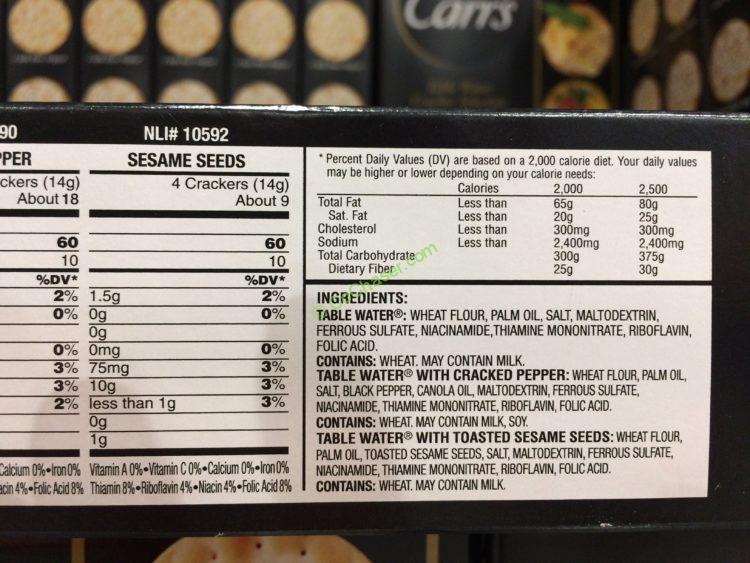 Carr's
90
NLI# 10592
PPER
SESAME SEEDS
ckers (14g)
4 Crackers (14g)
About 18
About 9
60
60
10
10
%DV*
%DV*
2% 1.5g 2%
0% 0g 0%
0g
0% 0mg 0%
3% 75mg 3%
3% 10g 3%
2% less than 1g 3%
0g
1g
Calcium 0%•Iron 0% Vitamin A 0%•Vitamin C 0%•Calcium 0%•Iron 0%
acin 4%•Folic Acid 8% Thiamin 8%•Riboflavin 4%•Niacin 4%•Folic Acid 8%
* Percent Daily Values (DV) are based on a 2,000 calorie diet. Your daily values
may be higher or lower depending on your calorie needs:
Calories 2,000 2,500
Total Fat Less than 65g 80g
Sat. Fat Less than 20g 25g
Cholesterol Less than 300mg 300mg
Sodium Less than 2,400mg 2,400mg
Total Carbohydrate 300g 375g
Dietary Fiber 25g 30g
INGREDIENTS:
TABLE WATER®: WHEAT FLOUR, PALM OIL, SALT, MALTODEXTRIN,
FERROUS SULFATE, NIACINAMIDE, THIAMINE MONONITRATE, RIBOFLAVIN,
FOLIC ACID.
CONTAINS: WHEAT. MAY CONTAIN MILK.
TABLE WATER® WITH CRACKED PEPPER: WHEAT FLOUR, PALM OIL,
SALT, BLACK PEPPER, CANOLA OIL, MALTODEXTRIN, FERROUS SULFATE,
NIACINAMIDE, THIAMINE MONONITRATE, RIBOFLAVIN, FOLIC ACID.
CONTAINS: WHEAT. MAY CONTAIN MILK, SOY.
TABLE WATER® WITH TOASTED SESAME SEEDS: WHEAT FLOUR,
PALM OIL, TOASTED SESAME SEEDS, SALT, MALTODEXTRIN, FERROUS SULFATE,
NIACINAMIDE, THIAMINE MONONITRATE, RIBOFLAVIN, FOLIC ACID.
CONTAINS: WHEAT. MAY CONTAIN MILK.